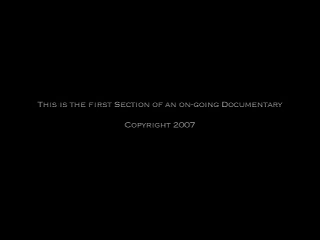 This is the first Section of an on-going Documentary
Copyright 2007